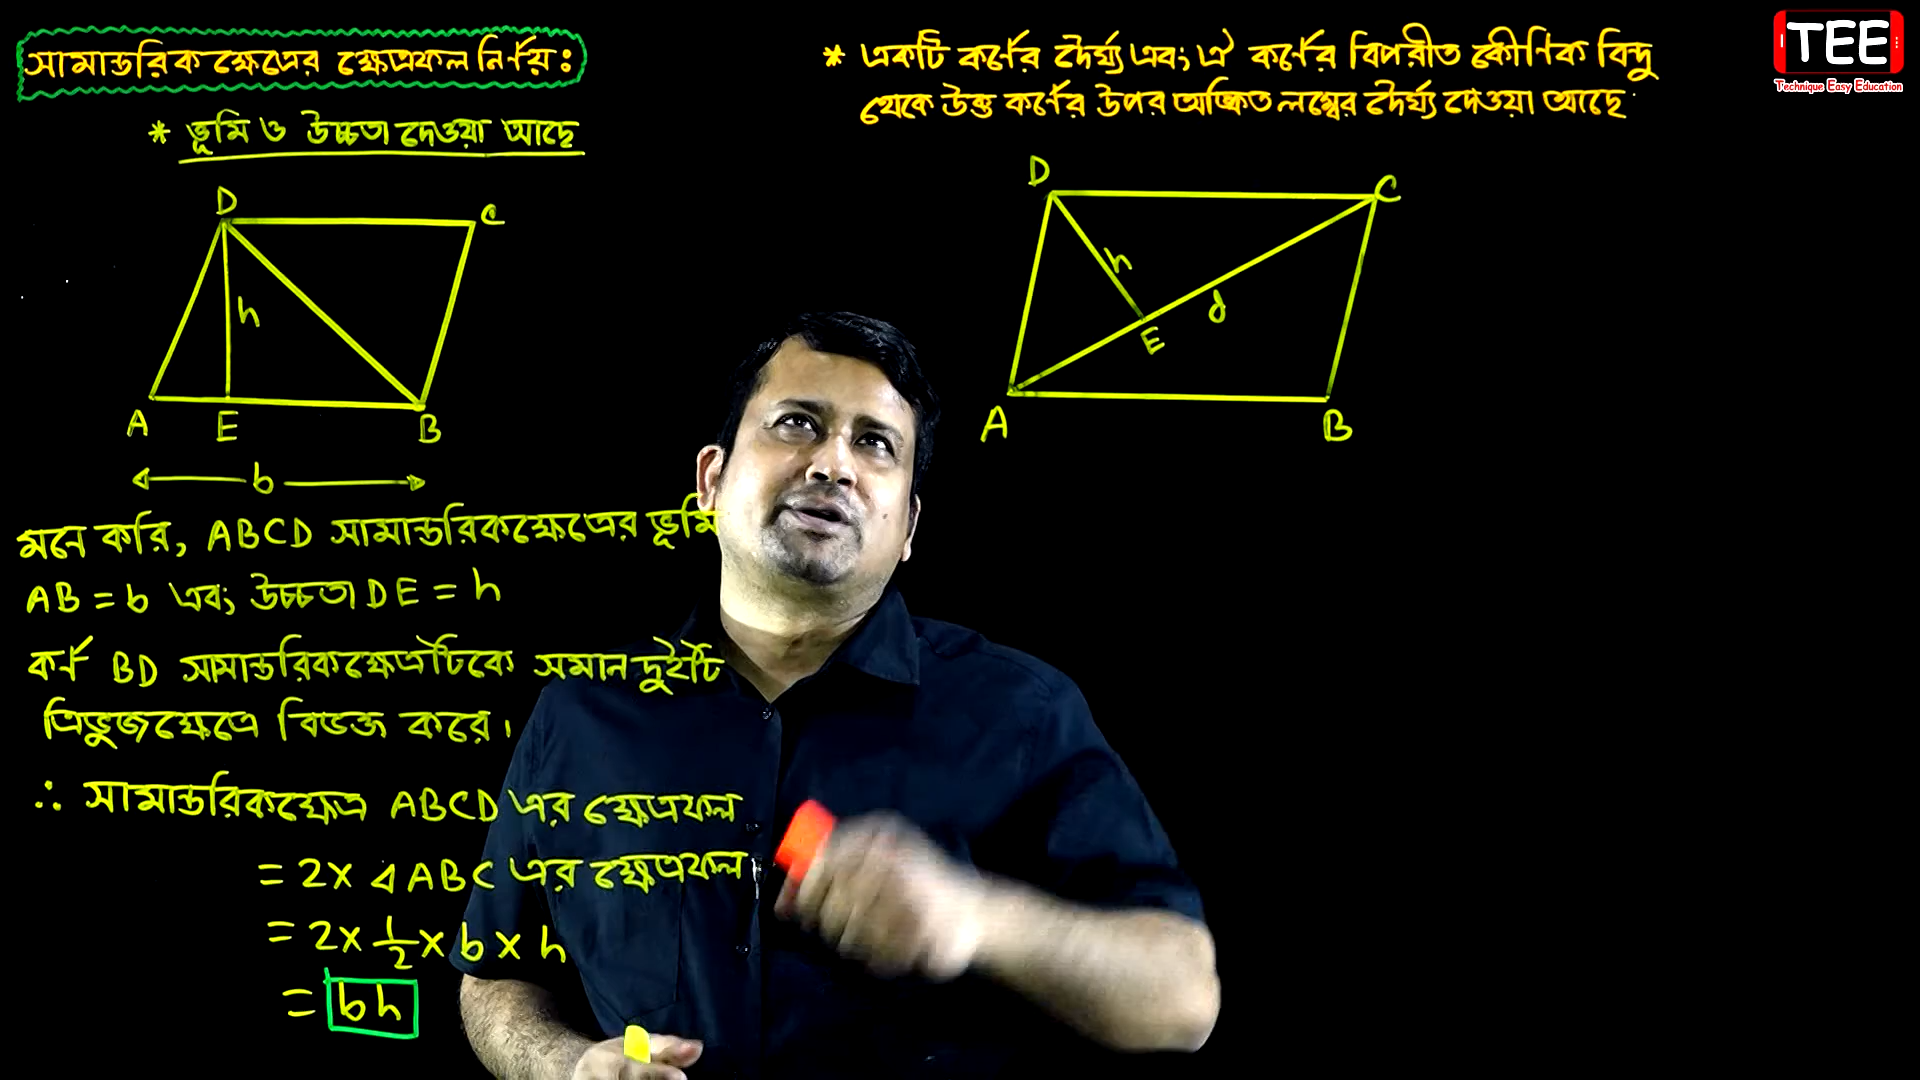 সামান্তরিকক্ষেত্রের ক্ষেত্রফল নির্ণয়ঃ
* ভূমি ও উচ্চতা দেওয়া আছে
D
C
h
A
E
B
b
মনে করি, ABCD সামান্তরিকক্ষেত্রের ভূমি
AB = b এবং উচ্চতা DE = h
কর্ণ BD সামান্তরিকক্ষেত্রটিকে সমান দুইটি
ত্রিভুজক্ষেত্রে বিভক্ত করে।
∴ সামান্তরিকক্ষেত্র ABCD এর ক্ষেত্রফল
= 2× ⊿ABC এর ক্ষেত্রফল
= 2× 1/2 × b × h
= bh
* একটি কর্ণের দৈর্ঘ্য এবং ঐ কর্ণের বিপরীত কৌণিক বিন্দু
থেকে উক্ত কর্ণের উপর অঙ্কিত লম্বের দৈর্ঘ্য দেওয়া আছে
D
C
h
d
E
A
B
TEE
Technique Easy Education